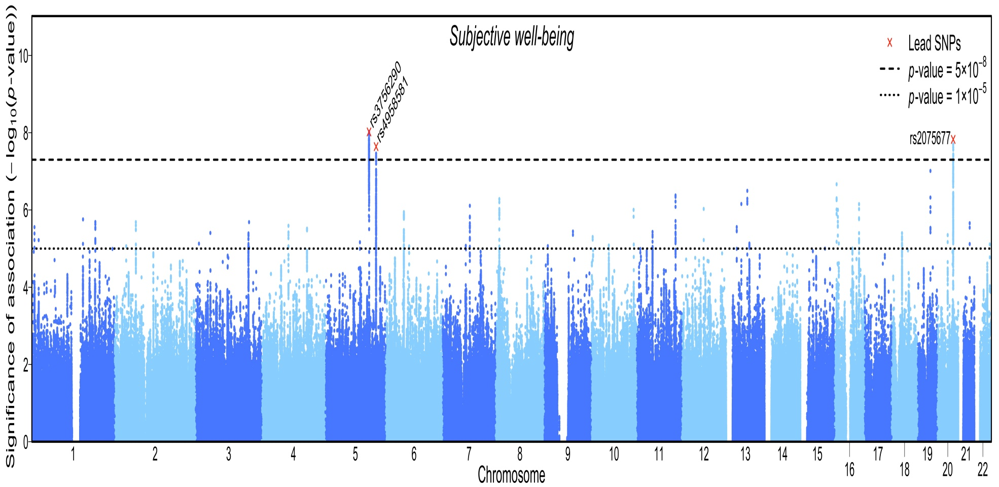 Subjective well-being
Lead SNPs
p-value = 5×10⁻⁸
p-value = 1×10⁻⁵
Significance of association (−log₁₀(p-value))
10
8
6
4
2
0
rs3756290
rs4958581
rs2075677
1 2 3 4 5 6 7 8 9 10 11 12 13 14 15 17 19 21
16 18 20 22
Chromosome